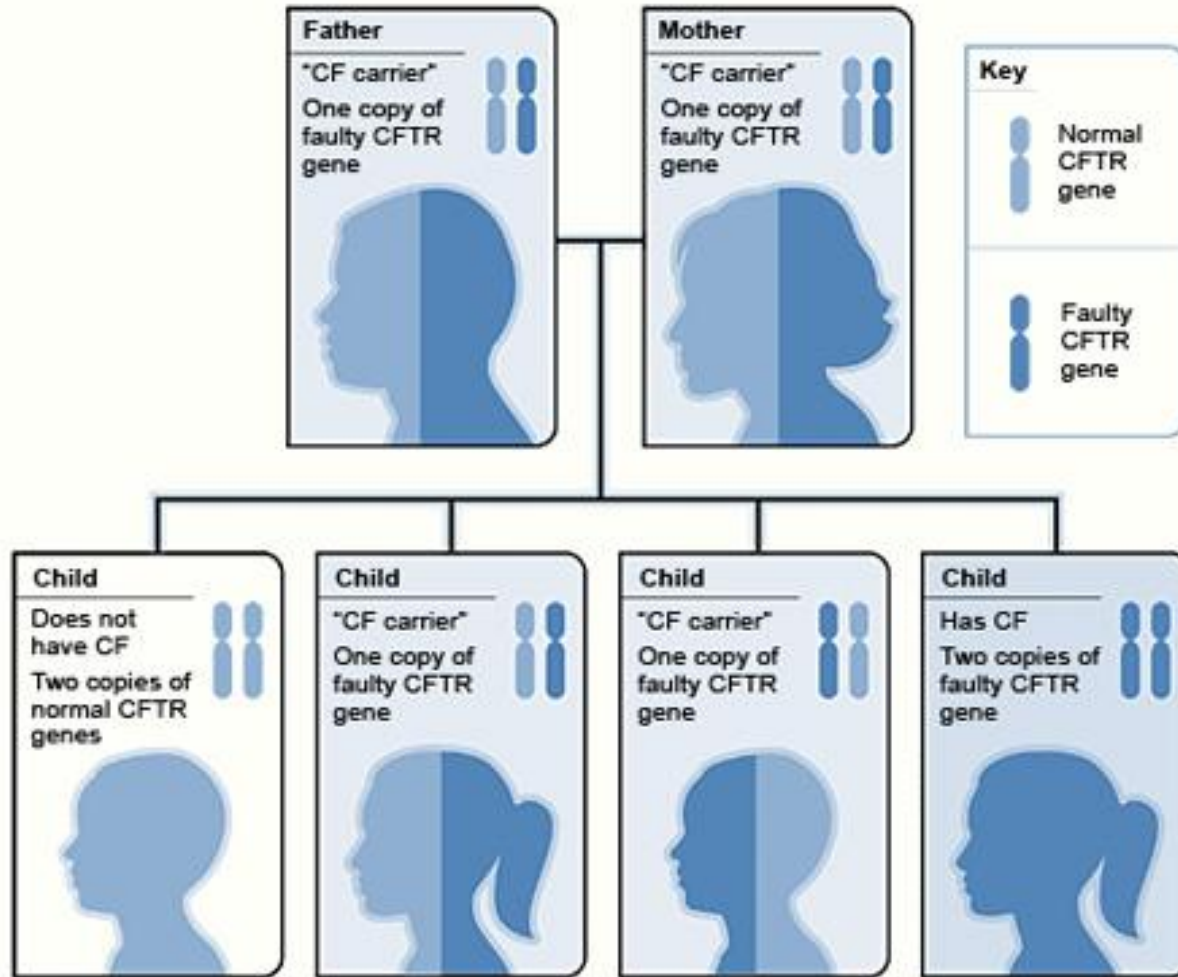 Father
"CF carrier"
One copy of
faulty CFTR
gene
Mother
"CF carrier"
One copy of
faulty CFTR
gene
Key
Normal
CFTR
gene
Faulty
CFTR
gene
Child
Does not
have CF
Two copies of
normal CFTR
genes
Child
"CF carrier"
One copy of
faulty CFTR
gene
Child
"CF carrier"
One copy of
faulty CFTR
gene
Child
Has CF
Two copies of
faulty CFTR
gene